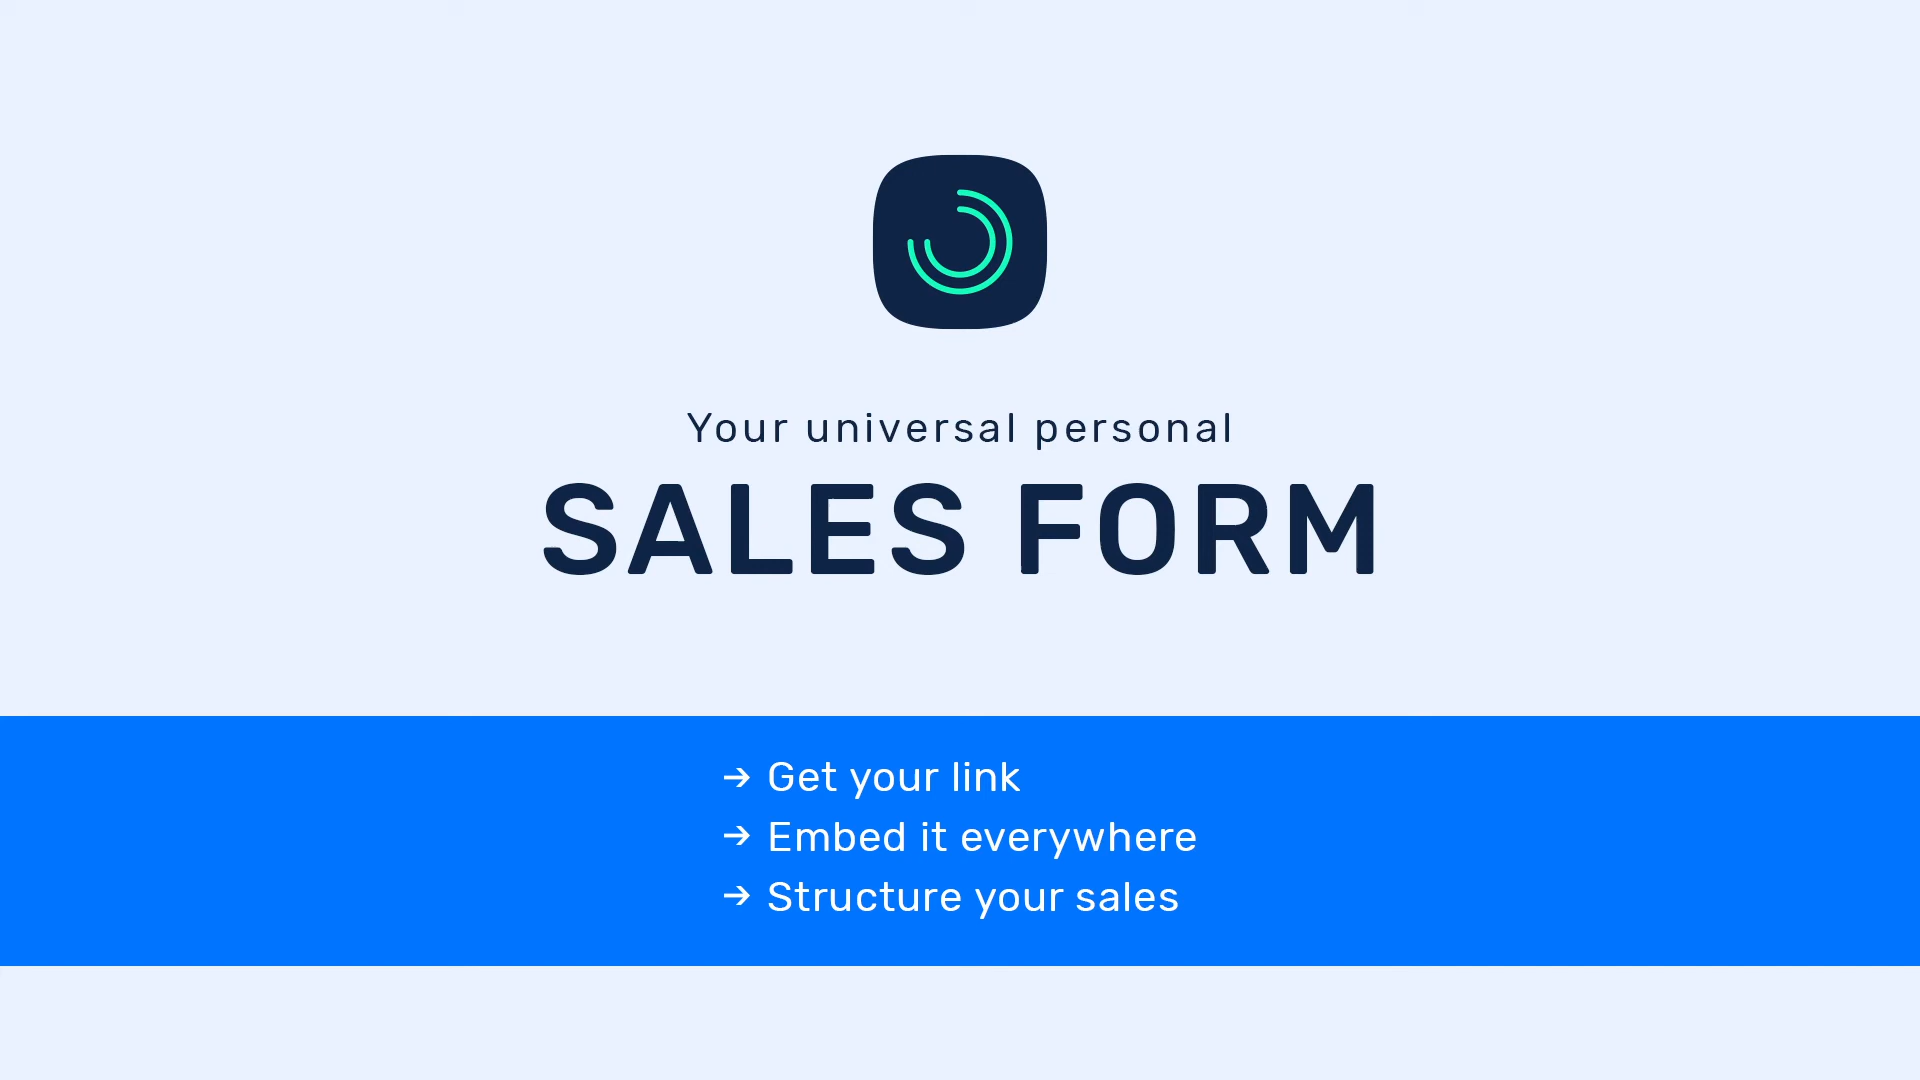 Your universal personal
SALES FORM
→ Get your link
→ Embed it everywhere
→ Structure your sales